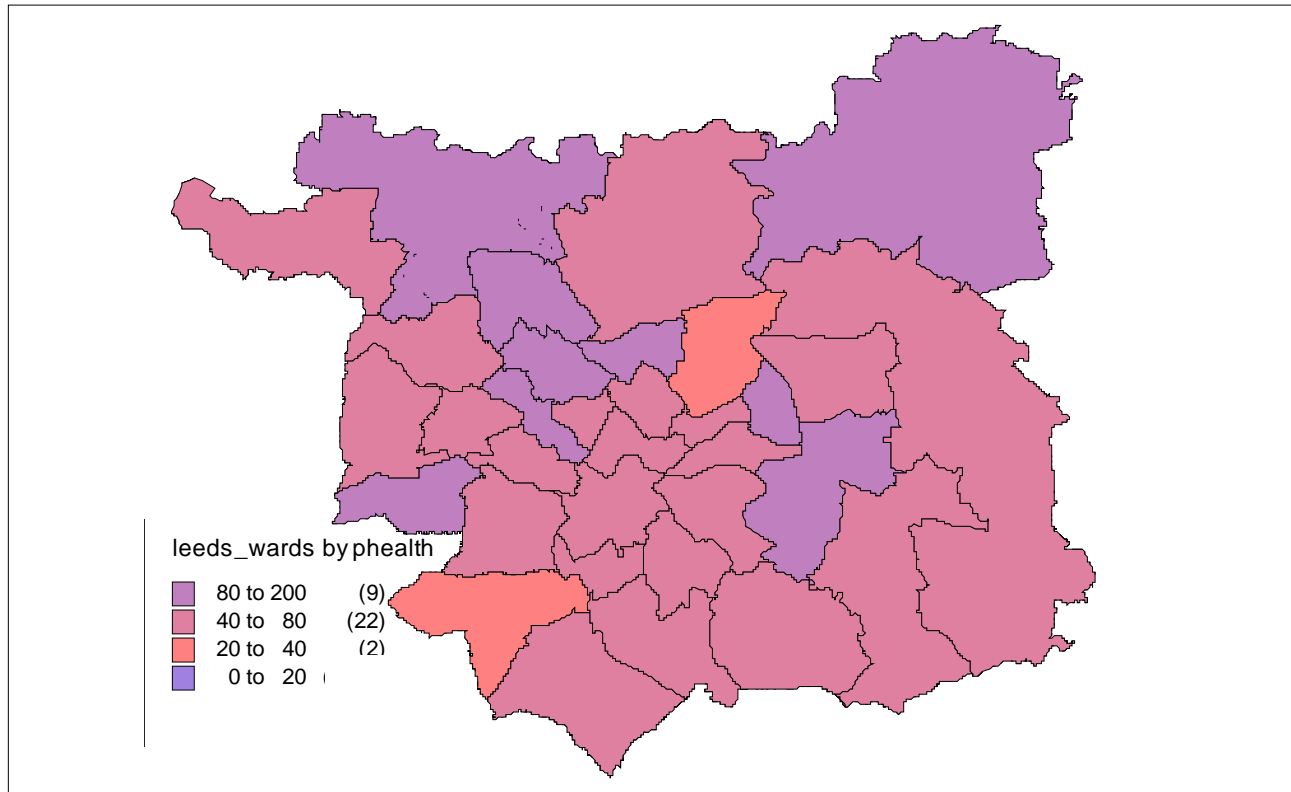 leeds_wards by phealth
80 to 200 (9)
40 to 80 (22)
20 to 40 (2)
0 to 20 (